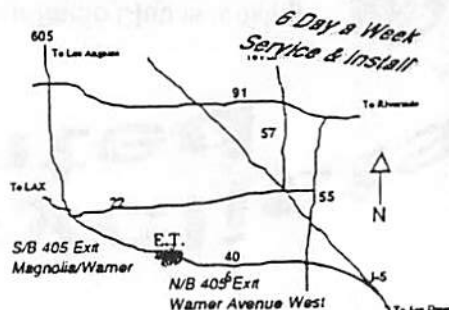 605
To Los Angeles
6 Day a Week
Service & Install
91
To Riverside
57
To LAX
22
55
N
S/B 405 Exit
Magnolia/Warner
E.T.
405
N/B 405 Exit
Warner Avenue West
I-5